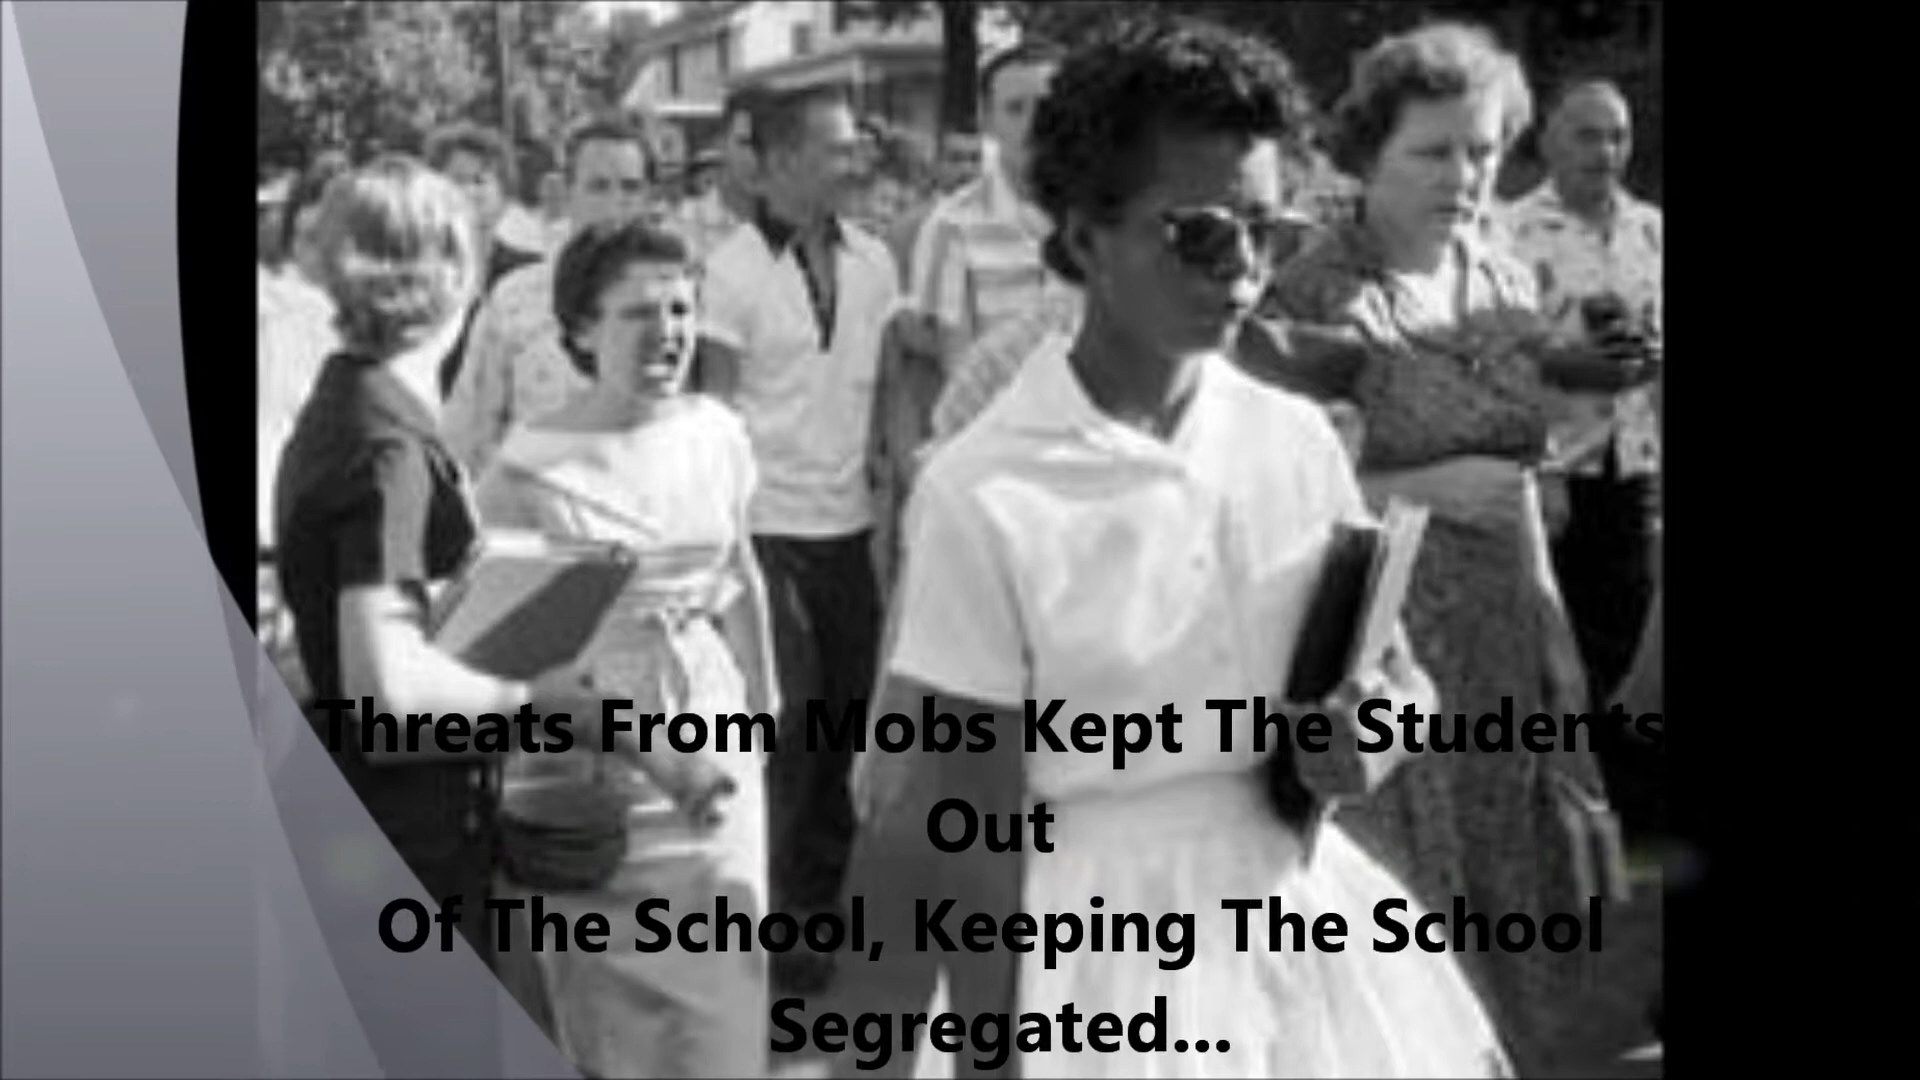 Threats From Mobs Kept The Students
Out
Of The School, Keeping The School
Segregated...